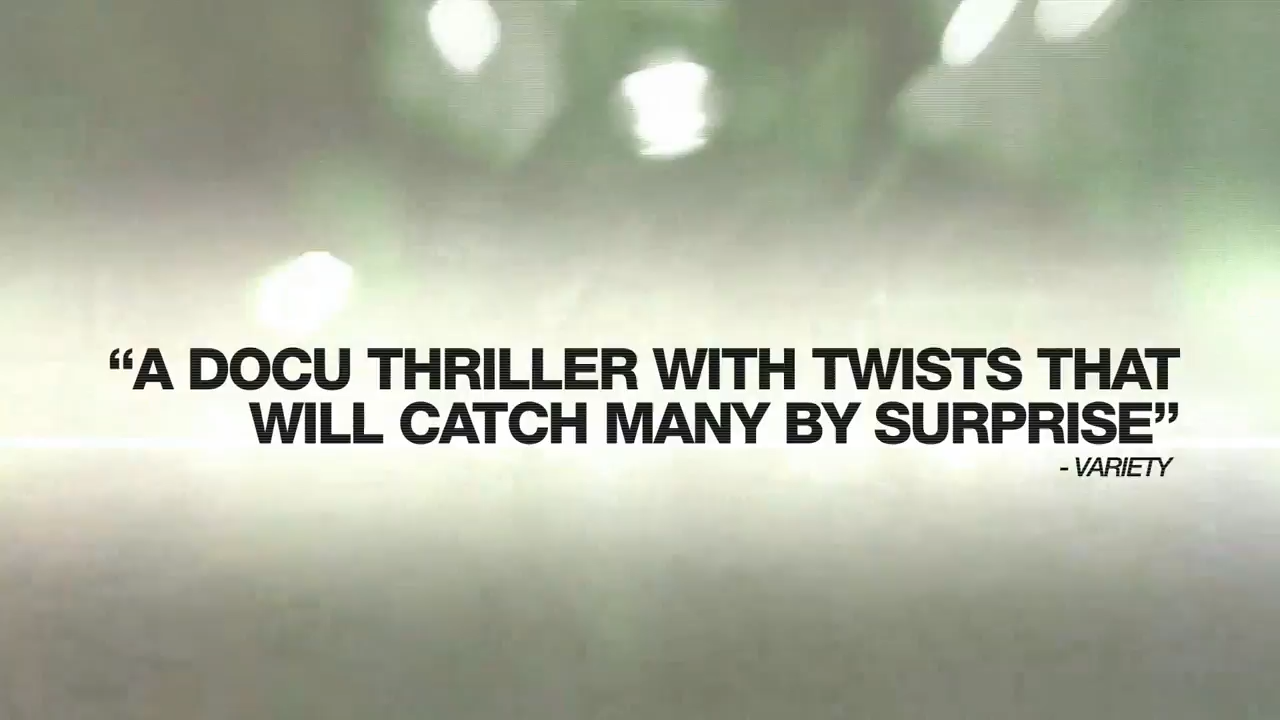 “A DOCU THRILLER WITH TWISTS THAT
WILL CATCH MANY BY SURPRISE”
- VARIETY